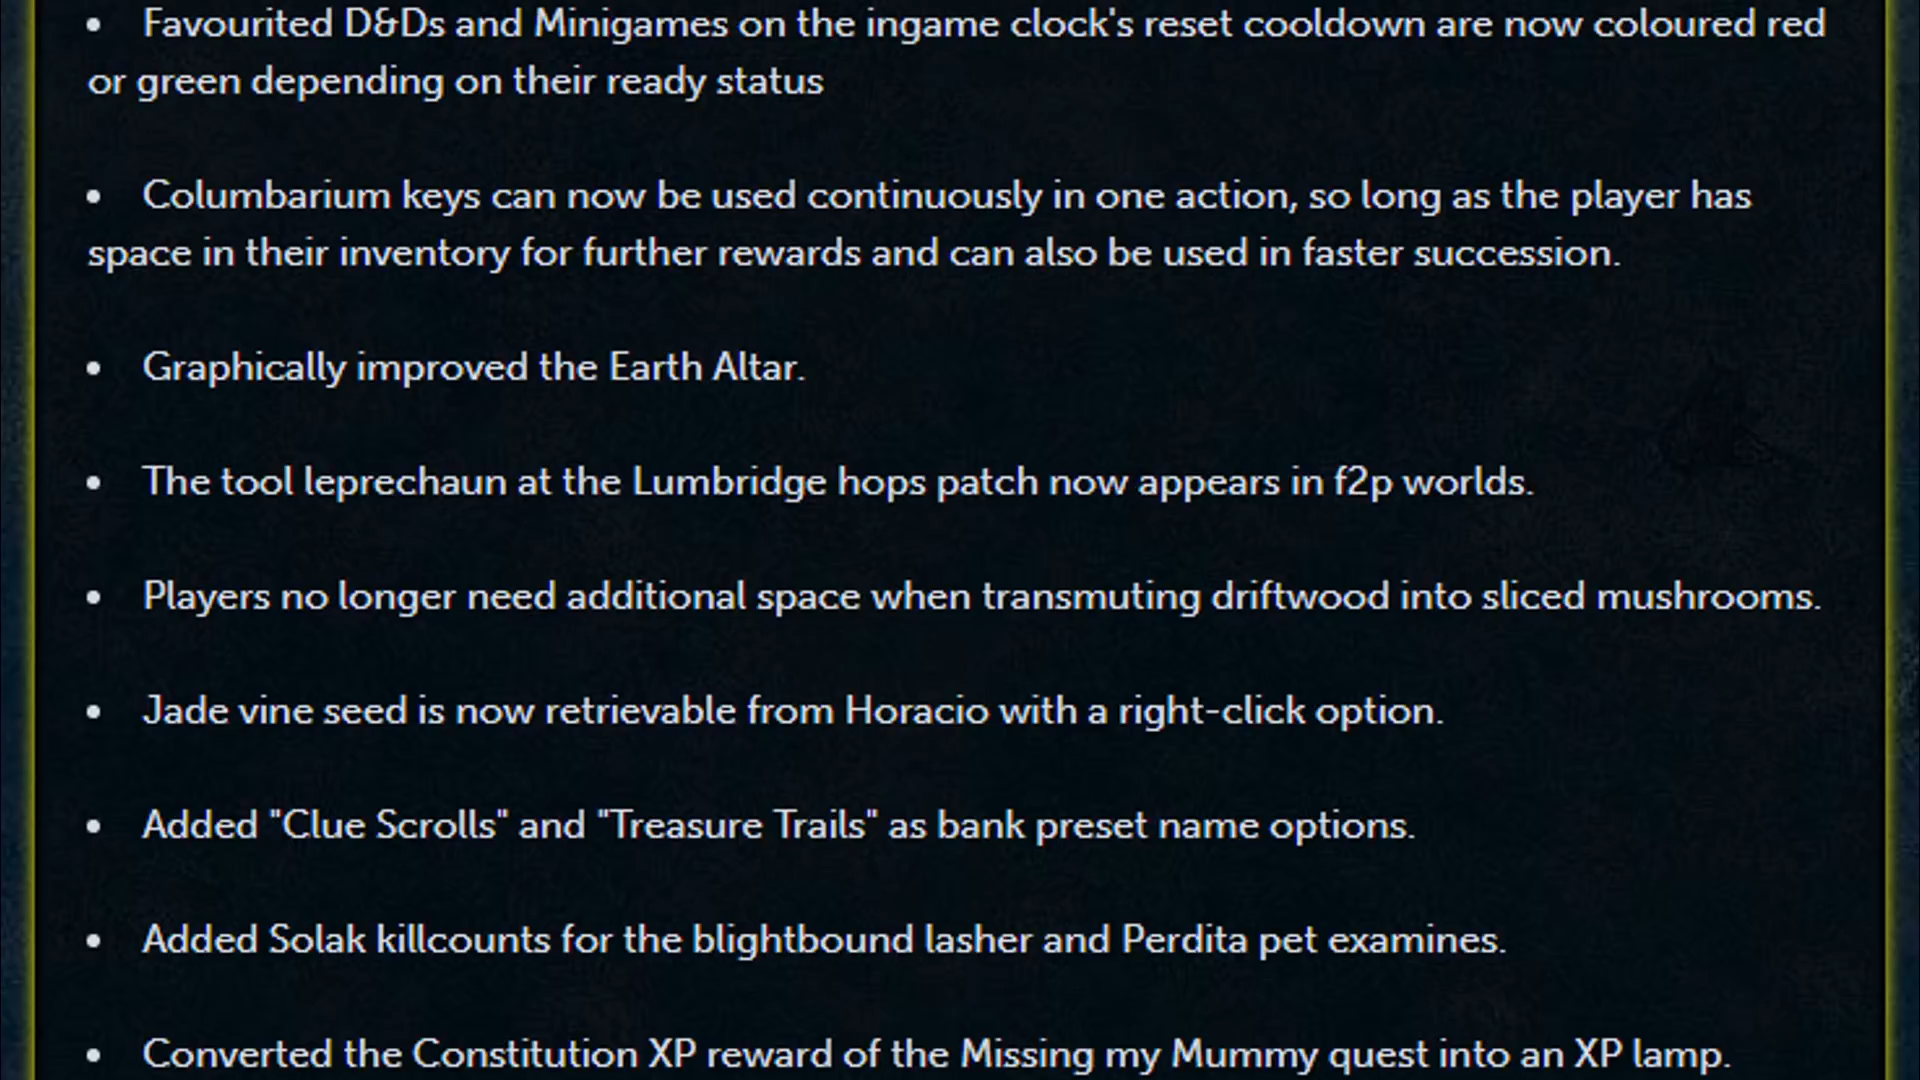 • Favourited D&Ds and Minigames on the ingame clock's reset cooldown are now coloured red
or green depending on their ready status
• Columbarium keys can now be used continuously in one action, so long as the player has
space in their inventory for further rewards and can also be used in faster succession.
• Graphically improved the Earth Altar.
• The tool leprechaun at the Lumbridge hops patch now appears in f2p worlds.
• Players no longer need additional space when transmuting driftwood into sliced mushrooms.
• Jade vine seed is now retrievable from Horacio with a right-click option.
• Added "Clue Scrolls" and "Treasure Trails" as bank preset name options.
• Added Solak killcounts for the blightbound lasher and Perdita pet examines.
• Converted the Constitution XP reward of the Missing my Mummy quest into an XP lamp.